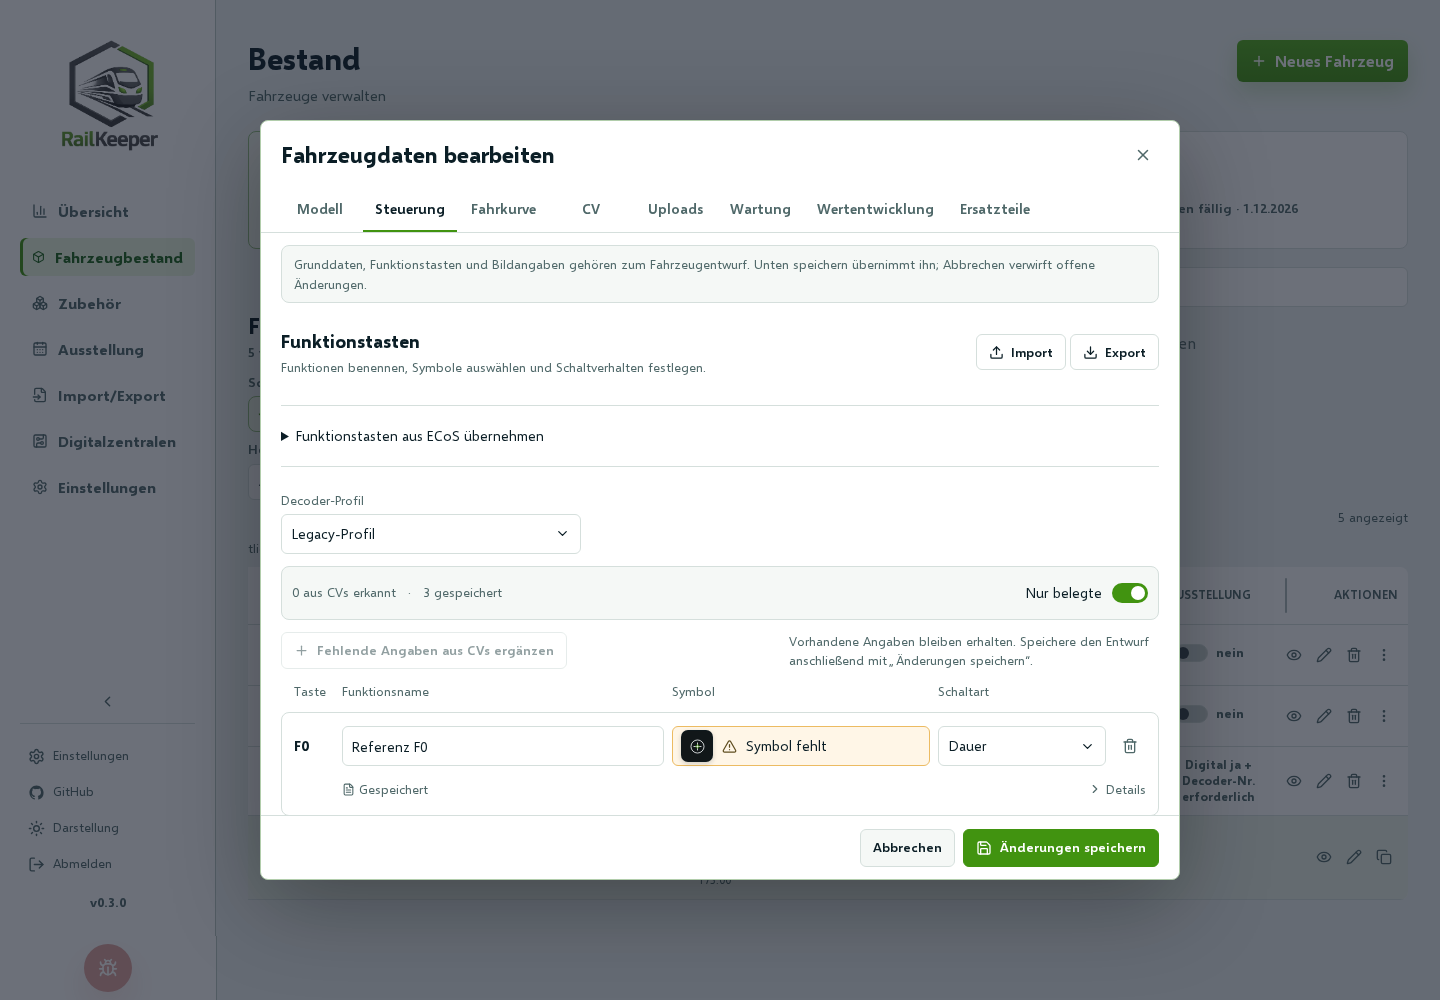 RailKeeper
Übersicht
Fahrzeugbestand
Zubehör
Ausstellung
Import/Export
Digitalzentralen
Einstellungen
Einstellungen
GitHub
Darstellung
Abmelden
v0.3.0
Bestand
Fahrzeuge verwalten
Neues Fahrzeug
fällig · 1.12.2026
5 angezeigt
AKTIONEN
nein
nein
Digital ja +
Decoder-Nr.
erforderlich
Fahrzeugdaten bearbeiten
Modell
Steuerung
Fahrkurve
CV
Uploads
Wartung
Wertentwicklung
Ersatzteile
Grunddaten, Funktionstasten und Bildangaben gehören zum Fahrzeugentwurf. Unten speichern übernimmt ihn; Abbrechen verwirft offene
Änderungen.
Funktionstasten
Funktionen benennen, Symbole auswählen und Schaltverhalten festlegen.
Import
Export
Funktionstasten aus ECoS übernehmen
Decoder-Profil
Legacy-Profil
0 aus CVs erkannt · 3 gespeichert
Nur belegte
Fehlende Angaben aus CVs ergänzen
Vorhandene Angaben bleiben erhalten. Speichere den Entwurf
anschließend mit „Änderungen speichern“.
Taste
Funktionsname
Symbol
Schaltart
F0
Referenz F0
Symbol fehlt
Dauer
Gespeichert
Details
Abbrechen
Änderungen speichern